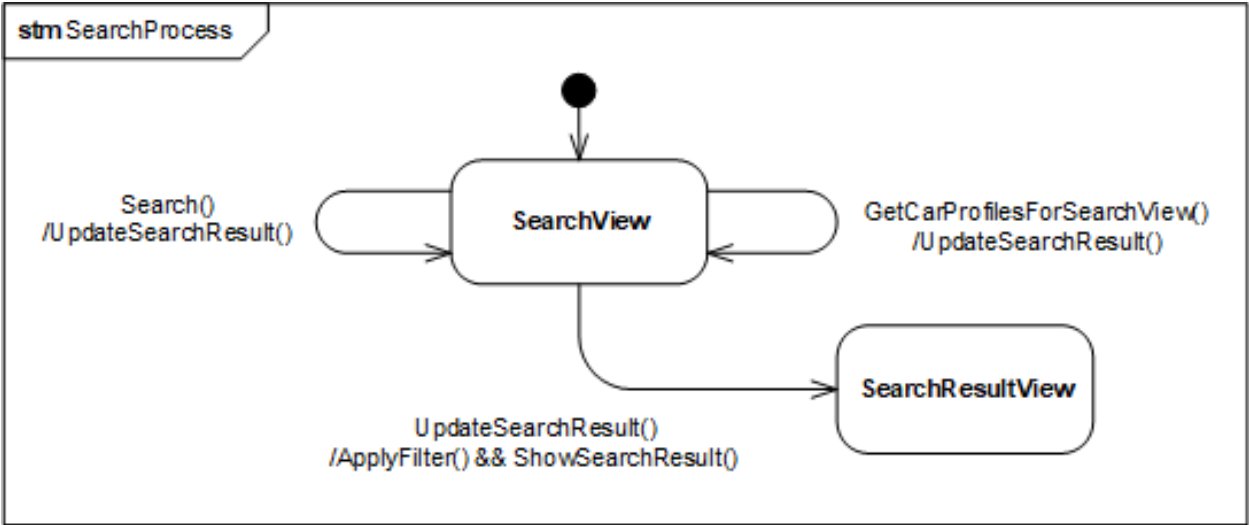 stm SearchProcess
Search()
/UpdateSearchResult()
SearchView
GetCarProfilesForSearchView()
/UpdateSearchResult()
SearchResultView
UpdateSearchResult()
/ApplyFilter() && ShowSearchResult()